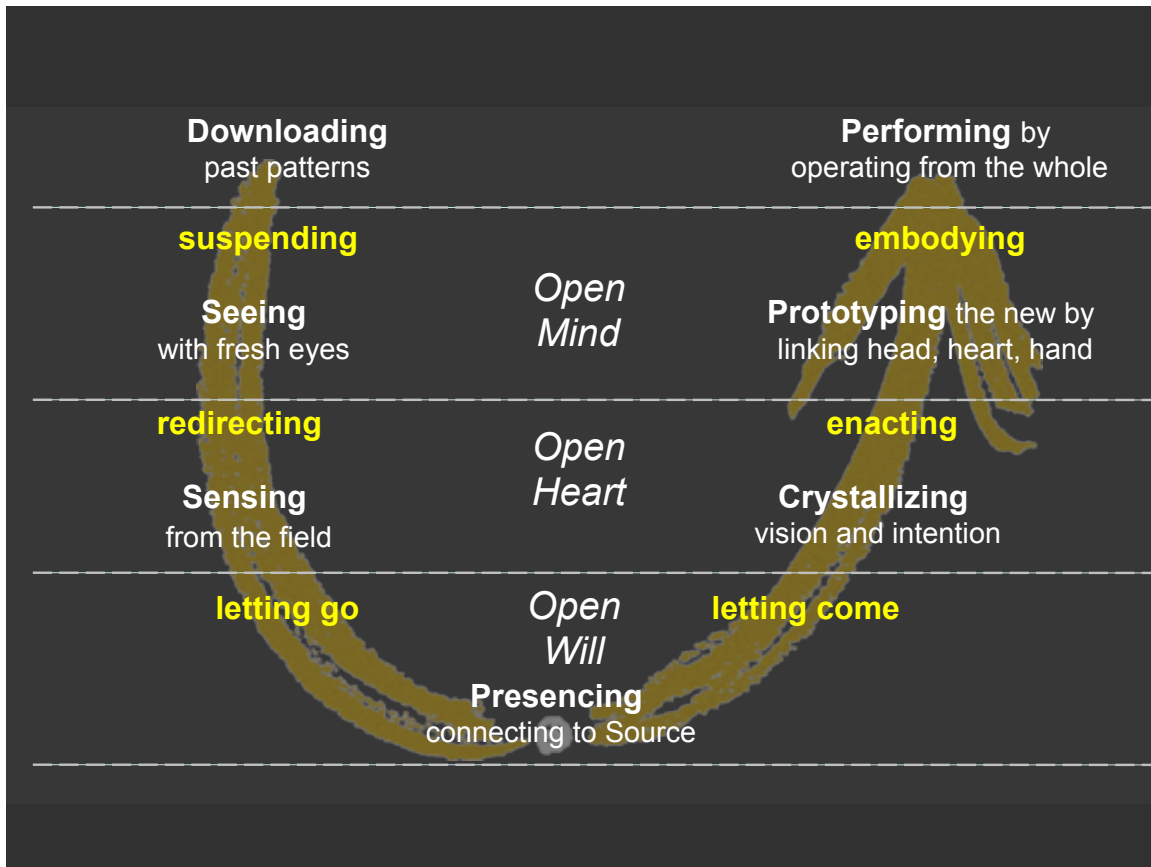 Downloading
past patterns
Performing by
operating from the whole
suspending
embodying
Open
Mind
Seeing
with fresh eyes
Prototyping the new by
linking head, heart, hand
redirecting
enacting
Open
Heart
Sensing
from the field
Crystallizing
vision and intention
letting go
Open
Will
letting come
Presencing
connecting to Source